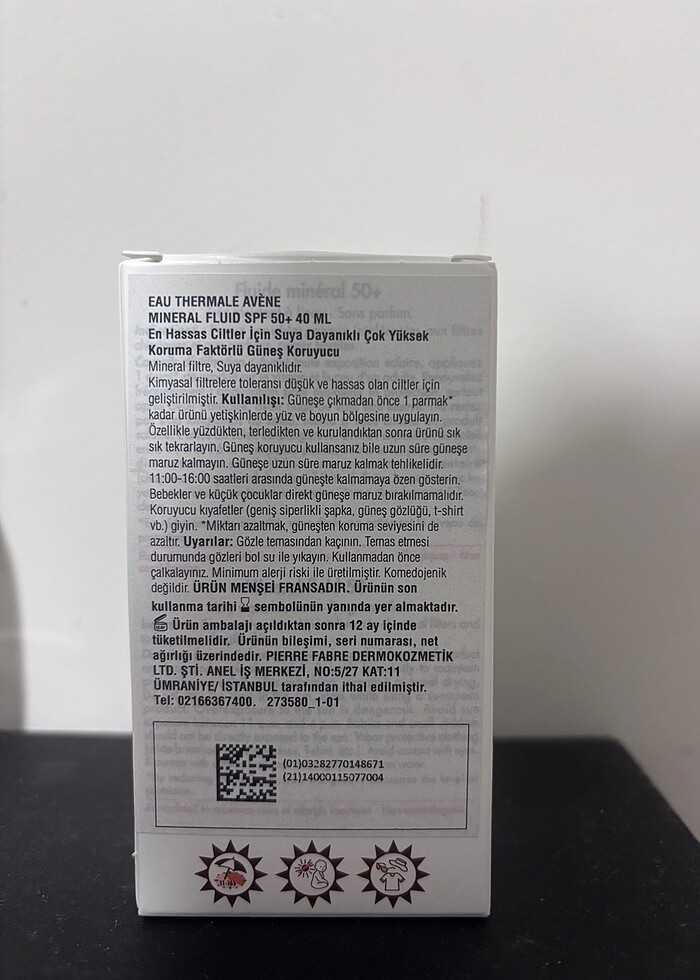 Fluide minéral 50+
EAU THERMALE AVÈNE
MINERAL FLUID SPF 50+ 40 ML
En Hassas Ciltler İçin Suya Dayanıklı Çok Yüksek
Koruma Faktörlü Güneş Koruyucu
Mineral filtre, Suya dayanıklıdır.
Kimyasal filtrelere toleransı düşük ve hassas olan ciltler için
geliştirilmiştir. Kullanılışı: Güneşe çıkmadan önce 1 parmak*
kadar ürünü yetişkinlerde yüz ve boyun bölgesine uygulayın.
Özellikle yüzdükten, terledikten ve kurulandıktan sonra ürünü sık
sık tekrarlayın. Güneş koruyucu kullansanız bile uzun süre güneşe
maruz kalmayın. Güneşe uzun süre maruz kalmak tehlikelidir.
11:00-16:00 saatleri arasında güneşte kalmamaya özen gösterin.
Bebekler ve küçük çocuklar direkt güneşe maruz bırakılmamalıdır.
Koruyucu kıyafetler (geniş siperlikli şapka, güneş gözlüğü, t-shirt
vb.) giyin. *Miktarı azaltmak, güneşten koruma seviyesini de
azaltır. Uyarılar: Gözle temasından kaçının. Temas etmesi
durumunda gözleri bol su ile yıkayın. Kullanmadan önce
çalkalayınız. Minimum alerji riski ile üretilmiştir. Komedojenik
değildir. ÜRÜN MENŞEİ FRANSADIR. Ürünün son
kullanma tarihi sembolünün yanında yer almaktadır.
Ürün ambalajı açıldıktan sonra 12 ay içinde
tüketilmelidir. Ürünün bileşimi, seri numarası, net
ağırlığı üzerindedir. PIERRE FABRE DERMOKOZMETİK
LTD. ŞTİ. ANEL İŞ MERKEZİ, NO:5/27 KAT:11
ÜMRANİYE/ İSTANBUL tarafından ithal edilmiştir.
Tel: 02166367400. 273580_1-01
(01)03282770148671
(21)14000115077004